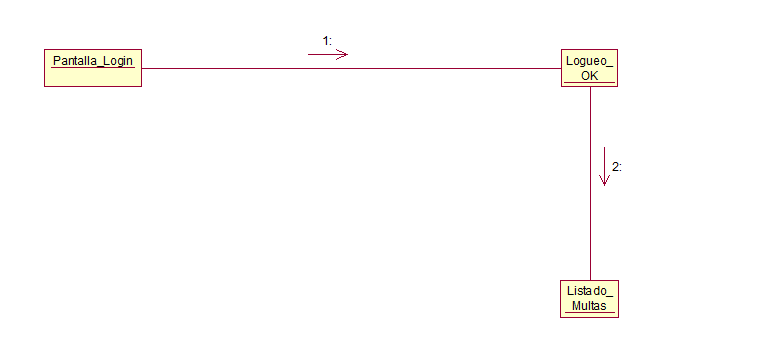 1:
Pantalla_Login
Logueo_
OK
2:
Listado_
Multas